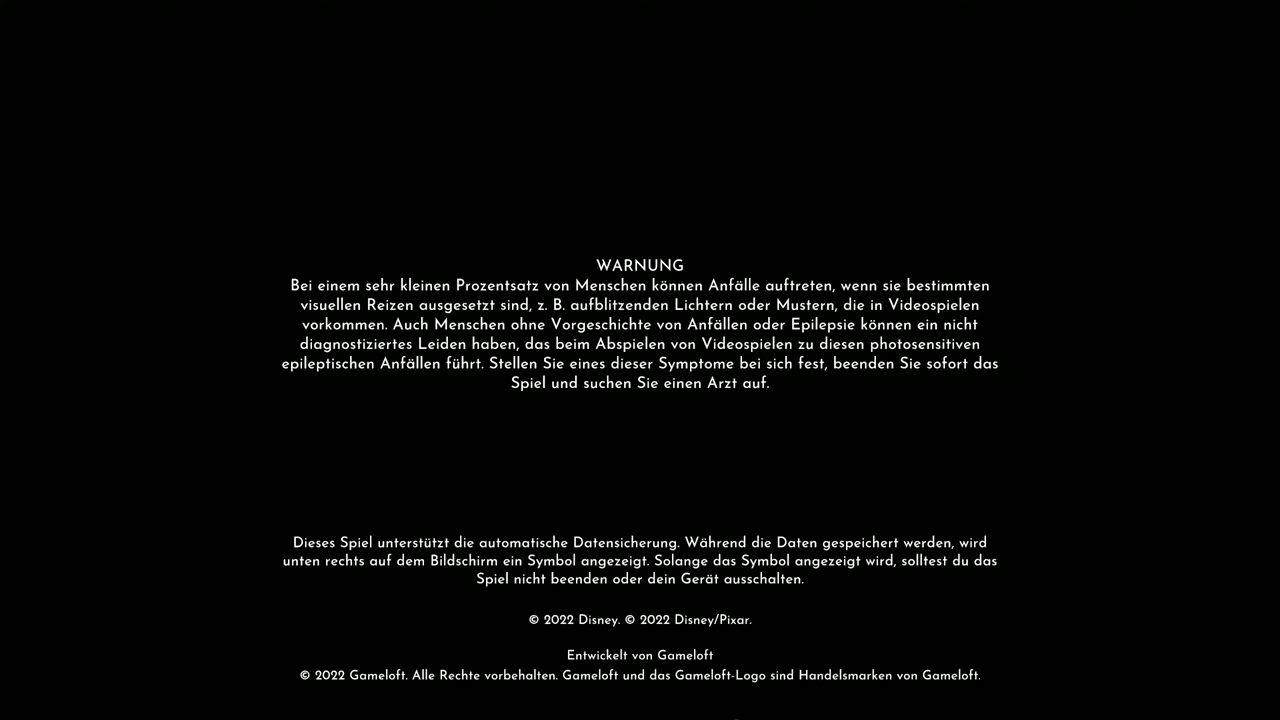 WARNUNG
Bei einem sehr kleinen Prozentsatz von Menschen können Anfälle auftreten, wenn sie bestimmten
visuellen Reizen ausgesetzt sind, z. B. aufblitzenden Lichtern oder Mustern, die in Videospielen
vorkommen. Auch Menschen ohne Vorgeschichte von Anfällen oder Epilepsie können ein nicht
diagnostiziertes Leiden haben, das beim Abspielen von Videospielen zu diesen photosensitiven
epileptischen Anfällen führt. Stellen Sie eines dieser Symptome bei sich fest, beenden Sie sofort das
Spiel und suchen Sie einen Arzt auf.
Dieses Spiel unterstützt die automatische Datensicherung. Während die Daten gespeichert werden, wird
unten rechts auf dem Bildschirm ein Symbol angezeigt. Solange das Symbol angezeigt wird, solltest du das
Spiel nicht beenden oder dein Gerät ausschalten.
© 2022 Disney. © 2022 Disney/Pixar.
Entwickelt von Gameloft
© 2022 Gameloft. Alle Rechte vorbehalten. Gameloft und das Gameloft-Logo sind Handelsmarken von Gameloft.